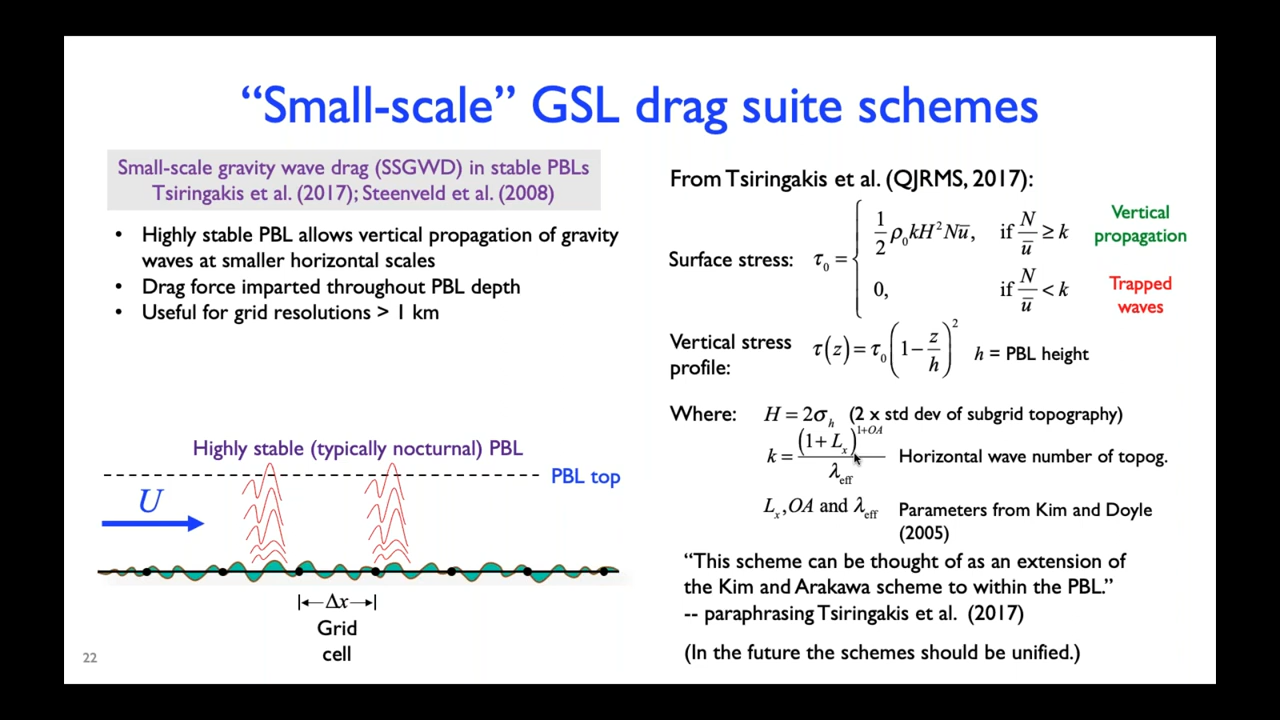 “Small-scale” GSL drag suite schemes
Small-scale gravity wave drag (SSGWD) in stable PBLs
Tsiringakis et al. (2017); Steenveld et al. (2008)
• Highly stable PBL allows vertical propagation of gravity
waves at smaller horizontal scales
• Drag force imparted throughout PBL depth
• Useful for grid resolutions > 1 km
Highly stable (typically nocturnal) PBL
PBL top
U
|←Δx→|
Grid
cell
22
From Tsiringakis et al. (QJRMS, 2017):
Surface stress: τ₀ = { 1/2 ρ₀kH²Nū, if N/ū ≥ k Vertical propagation
0, if N/ū < k Trapped waves
Vertical stress profile: τ(z) = τ₀(1 − z/h)² h = PBL height
Where: H = 2σₕ (2 x std dev of subgrid topography)
k = (1 + Lₓ)^(1+OA) / λ_eff Horizontal wave number of topog.
Lₓ, OA and λ_eff Parameters from Kim and Doyle
(2005)
“This scheme can be thought of as an extension of
the Kim and Arakawa scheme to within the PBL.”
-- paraphrasing Tsiringakis et al. (2017)
(In the future the schemes should be unified.)